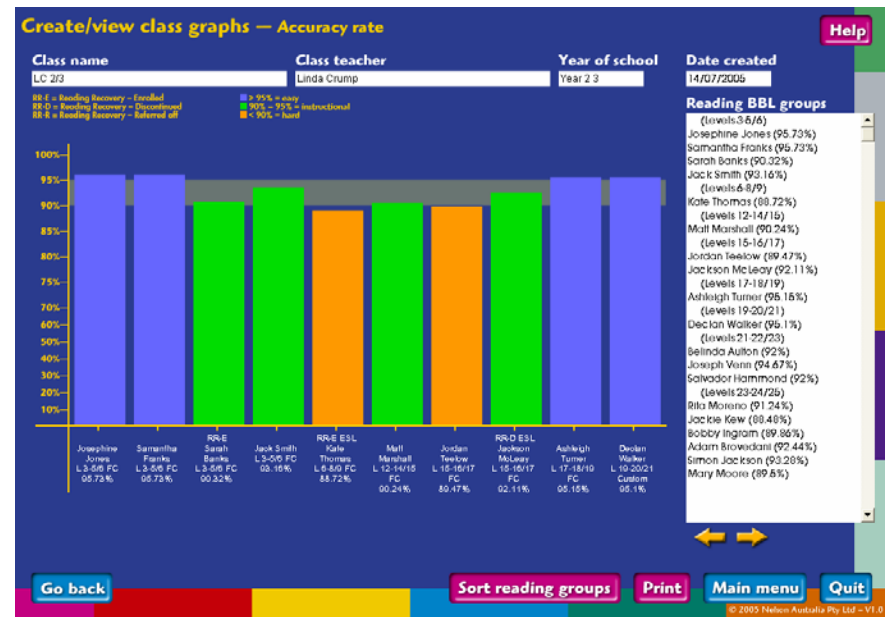 Create/view class graphs — Accuracy rate
Help
Class name
Class teacher
Year of school
Date created
LC 2/3
Linda Crump
Year 2 3
14/07/2005
RR-E = Reading Recovery – Enrolled
RR-D = Reading Recovery – Discontinued
RR-R = Reading Recovery – Referred off
> 95% = easy
90% – 95% = instructional
< 90% = hard
Reading BBL groups
(Levels 3-5/6)
Josephine Jones (95.73%)
Samantha Franks (95.73%)
Sarah Banks (90.32%)
Jack Smith (93.16%)
(Levels 6-8/9)
Kate Thomas (88.72%)
(Levels 12-14/15)
Matt Marshall (90.24%)
(Levels 15-16/17)
Jordan Teelow (89.47%)
Jackson McLeay (92.11%)
(Levels 17-18/19)
Ashleigh Turner (95.15%)
(Levels 19-20/21)
Declan Walker (95.1%)
(Levels 21-22/23)
Belinda Aulton (92%)
Joseph Venn (94.67%)
Salvador Hammond (92%)
(Levels 23-24/25)
Rita Moreno (91.24%)
Jackie Kew (88.48%)
Bobby Ingram (89.86%)
Adam Brovedani (92.44%)
Simon Jackson (93.28%)
Mary Moore (89.5%)
100%
95%
90%
85%
80%
75%
70%
60%
50%
40%
30%
20%
10%
Josephine
Jones
L 3-5/6 FC
95.73%
Samantha
Franks
L 3-5/6 FC
95.73%
RR-E
Sarah
Banks
L 3-5/6 FC
90.32%
Jack Smith
L 3-5/6 FC
93.16%
RR-E ESL
Kate
Thomas
L 6-8/9 FC
88.72%
Matt
Marshall
L 12-14/15
FC
90.24%
Jordan
Teelow
L 15-16/17
FC
89.47%
RR-D ESL
Jackson
McLeay
L 15-16/17
FC
92.11%
Ashleigh
Turner
L 17-18/19
FC
95.15%
Declan
Walker
L 19-20/21
Custom
95.1%
Go back
Sort reading groups
Print
Main menu
Quit
© 2005 Nelson Australia Pty Ltd – V1.0